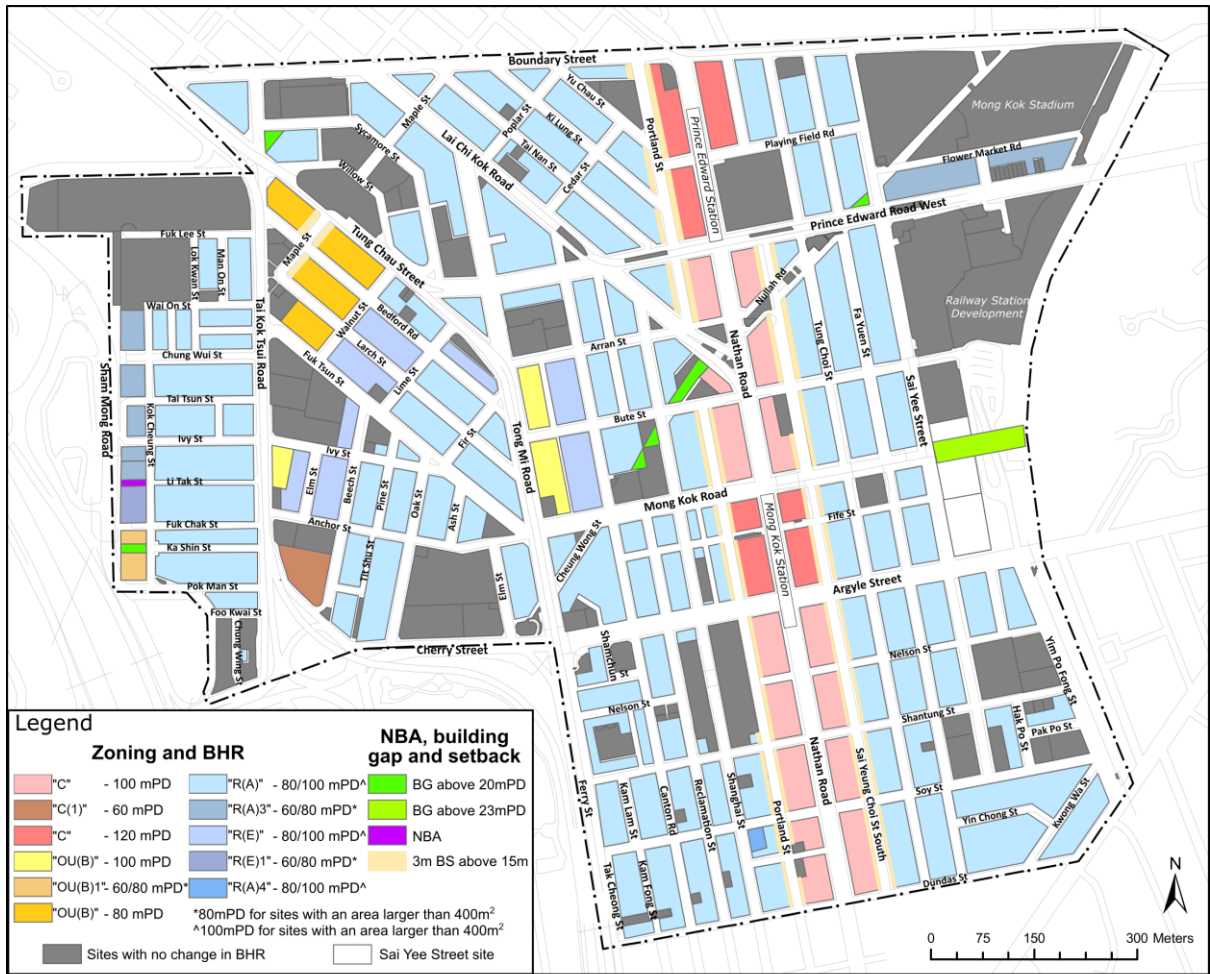 Boundary Street
Yu Chau St
Maple St
Poplar St
Ki Lung St
Portland St
Prince Edward Station
Mong Kok Stadium
Sycamore St
Lai Chi Kok Road
Tai Nan St
Cedar St
Playing Field Rd
Flower Market Rd
Willow St
Prince Edward Road West
Fuk Lee St
Lok Kwan St
Man On St
Maple St
Tung Chau Street
Nullah Rd
Railway Station
Development
Wai On St
Tai Kok Tsui Road
Walnut St
Bedford Rd
Arran St
Nathan Road
Tung Choi St
Fa Yuen St
Chung Wui St
Larch St
Fuk Tsun St
Lime St
Sham Mong Road
Tai Tsun St
Kok Cheung St
Ivy St
Bute St
Sai Yee Street
Fir St
Tong Mi Road
Ivy St
Li Tak St
Elm St
Beech St
Pine St
Oak St
Ash St
Mong Kok Road
Mong Kok Station
Fife St
Fuk Chak St
Anchor St
Ka Shin St
Tit Shu St
Cheung Wong St
Elm St
Argyle Street
Pok Man St
Foo Kwai St
Chung Wing St
Cherry Street
Shamchun St
Nelson St
Nelson St
Yim Po Fong St
Shantung St
Hak Po St
Pak Po St
Ferry St
Kam Lam St
Canton Rd
Reclamation St
Shanghai St
Portland St
Nathan Road
Sai Yeung Choi St South
Soy St
Yin Chong St
Kwong Wa St
Tak Cheong St
Kam Fong St
Dundas St
Legend
Zoning and BHR
"C" - 100 mPD
"C(1)" - 60 mPD
"C" - 120 mPD
"OU(B)" - 100 mPD
"OU(B)1"- 60/80 mPD*
"OU(B)" - 80 mPD
"R(A)" - 80/100 mPD^
"R(A)3"- 60/80 mPD*
"R(E)" - 80/100 mPD^
"R(E)1"- 60/80 mPD*
"R(A)4" - 80/100 mPD^
*80mPD for sites with an area larger than 400m²
^100mPD for sites with an area larger than 400m²
NBA, building
gap and setback
BG above 20mPD
BG above 23mPD
NBA
3m BS above 15m
Sites with no change in BHR
Sai Yee Street site
N
0 75 150 300 Meters